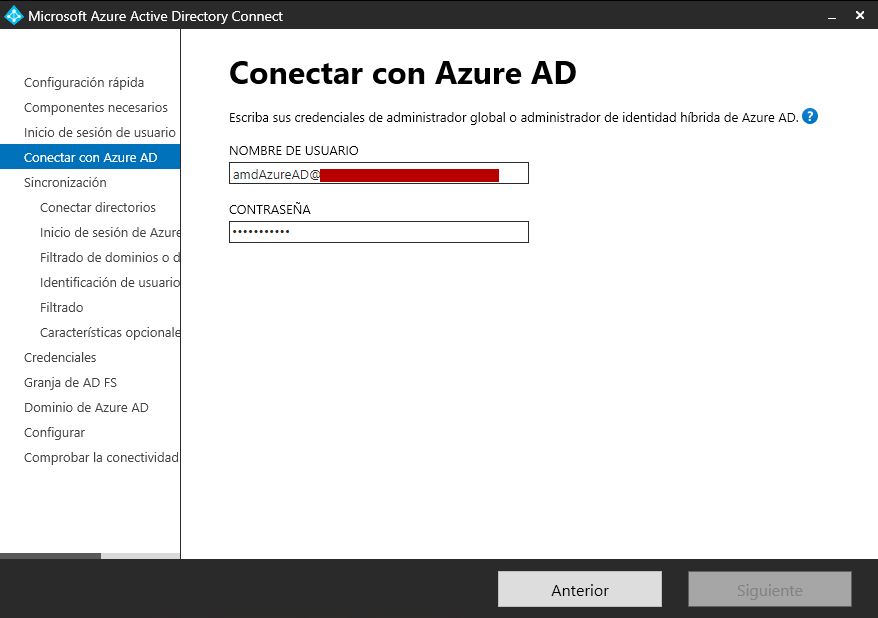 Microsoft Azure Active Directory Connect
Configuración rápida
Componentes necesarios
Inicio de sesión de usuario
Conectar con Azure AD
Sincronización
Conectar directorios
Inicio de sesión de Azure
Filtrado de dominios o d
Identificación de usuario
Filtrado
Características opcionale
Credenciales
Granja de AD FS
Dominio de Azure AD
Configurar
Comprobar la conectividad
Conectar con Azure AD
Escriba sus credenciales de administrador global o administrador de identidad híbrida de Azure AD. ?
NOMBRE DE USUARIO
amdAzureAD@
CONTRASEÑA
•••••••••••
Anterior
Siguiente